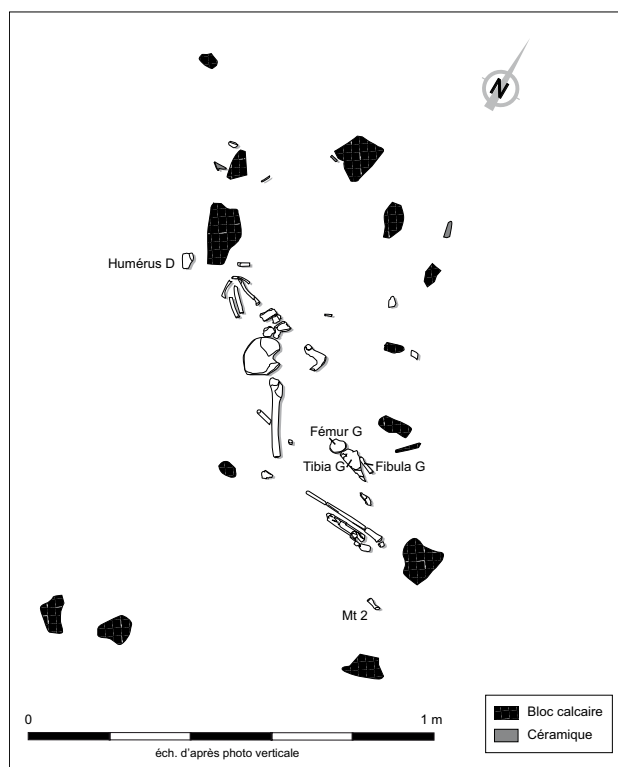 N
Humérus D
Fémur G
Tibia G Fibula G
Mt 2
0 1 m
éch. d'après photo verticale
Bloc calcaire
Céramique